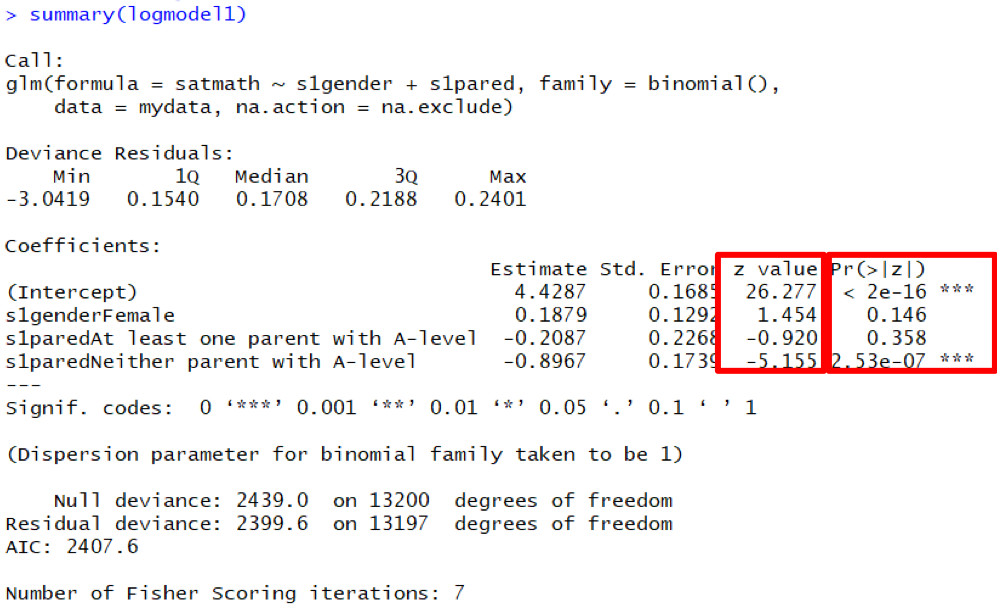 > summary(logmodel1)
Call:
glm(formula = satmath ~ s1gender + s1pared, family = binomial(),
    data = mydata, na.action = na.exclude)
Deviance Residuals:
    Min       1Q   Median       3Q      Max
-3.0419   0.1540   0.1708   0.2188   0.2401
Coefficients:
                                        Estimate Std. Error z value Pr(>|z|)
(Intercept)                               4.4287     0.1685  26.277  < 2e-16 ***
s1genderFemale                            0.1879     0.1292   1.454    0.146
s1paredAt least one parent with A-level  -0.2087     0.2268  -0.920    0.358
s1paredNeither parent with A-level       -0.8967     0.1739  -5.155 2.53e-07 ***
---
Signif. codes:  0 ‘***’ 0.001 ‘**’ 0.01 ‘*’ 0.05 ‘.’ 0.1 ‘ ’ 1
(Dispersion parameter for binomial family taken to be 1)
    Null deviance: 2439.0  on 13200  degrees of freedom
Residual deviance: 2399.6  on 13197  degrees of freedom
AIC: 2407.6
Number of Fisher Scoring iterations: 7